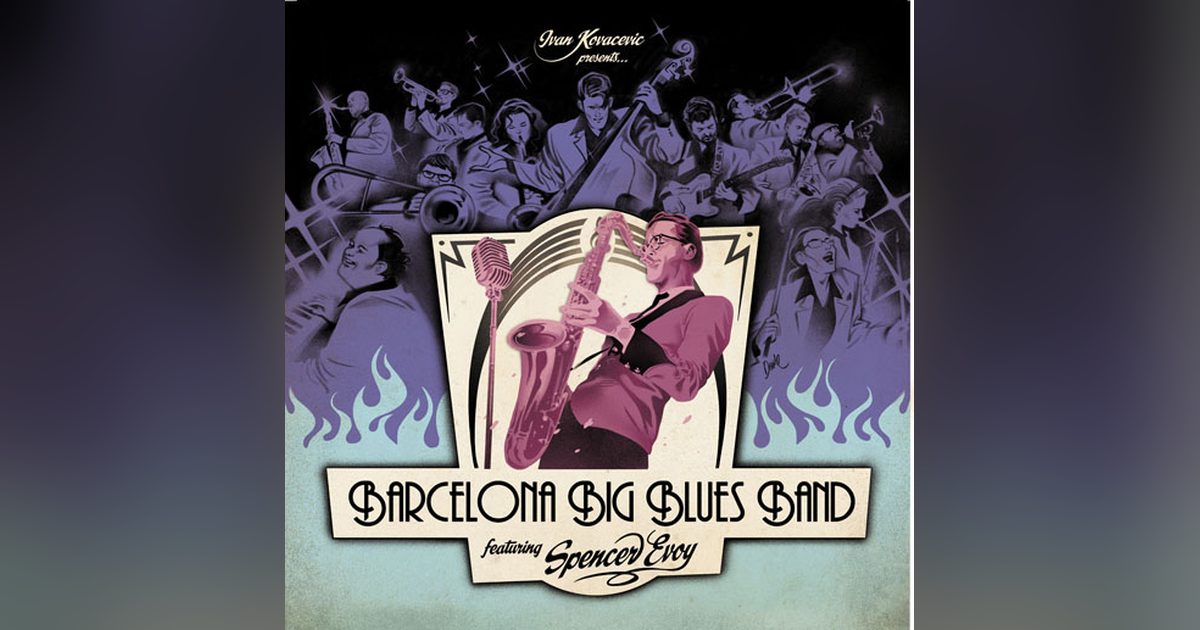 Ivan Kovacevic
presents...
BARCELONA BIG BLUES BAND
featuring Spencer Evoy